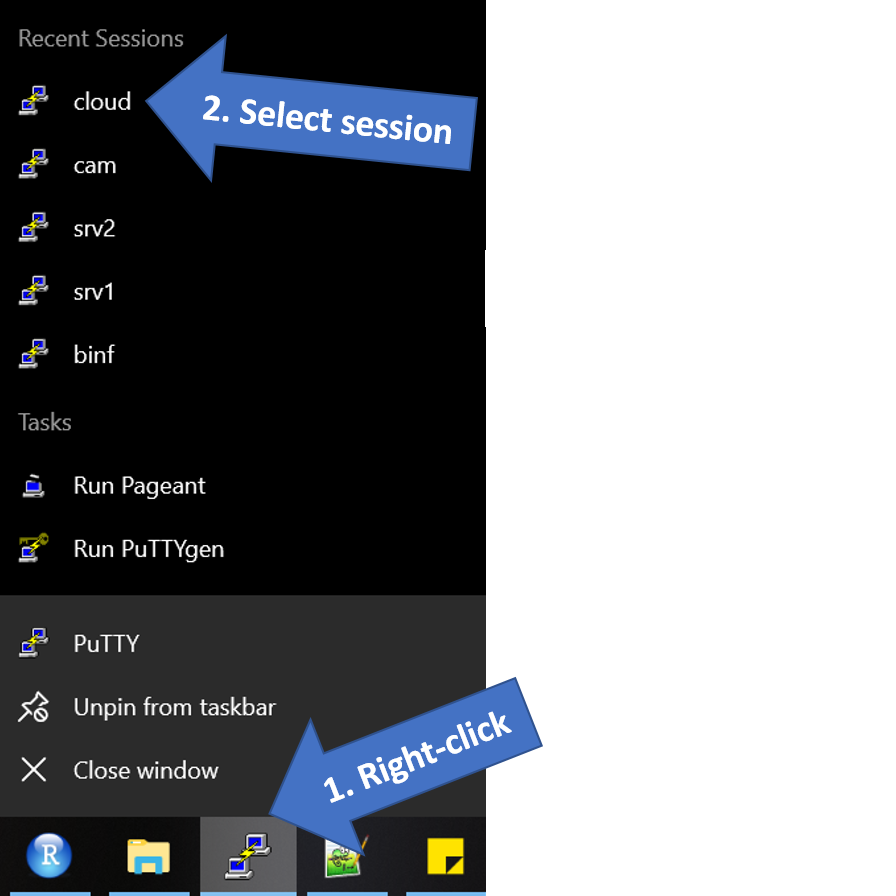 Recent Sessions
cloud
2. Select session
cam
srv2
srv1
binf
Tasks
Run Pageant
Run PuTTYgen
PuTTY
Unpin from taskbar
1. Right-click
Close window
R